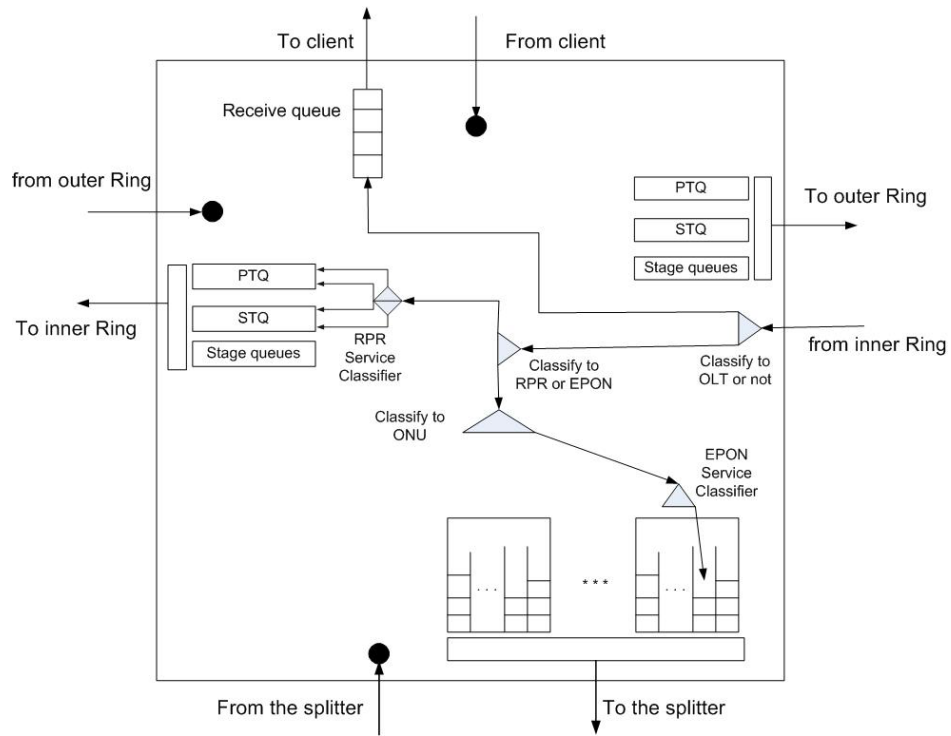 To client
From client
Receive queue
from outer Ring
PTQ
To outer Ring
STQ
Stage queues
PTQ
STQ
To inner Ring
Stage queues
RPR
Service
Classifier
Classify to
RPR or EPON
Classify to
OLT or not
from inner Ring
Classify to
ONU
EPON
Service
Classifier
. . .
* * *
. . .
From the splitter
To the splitter